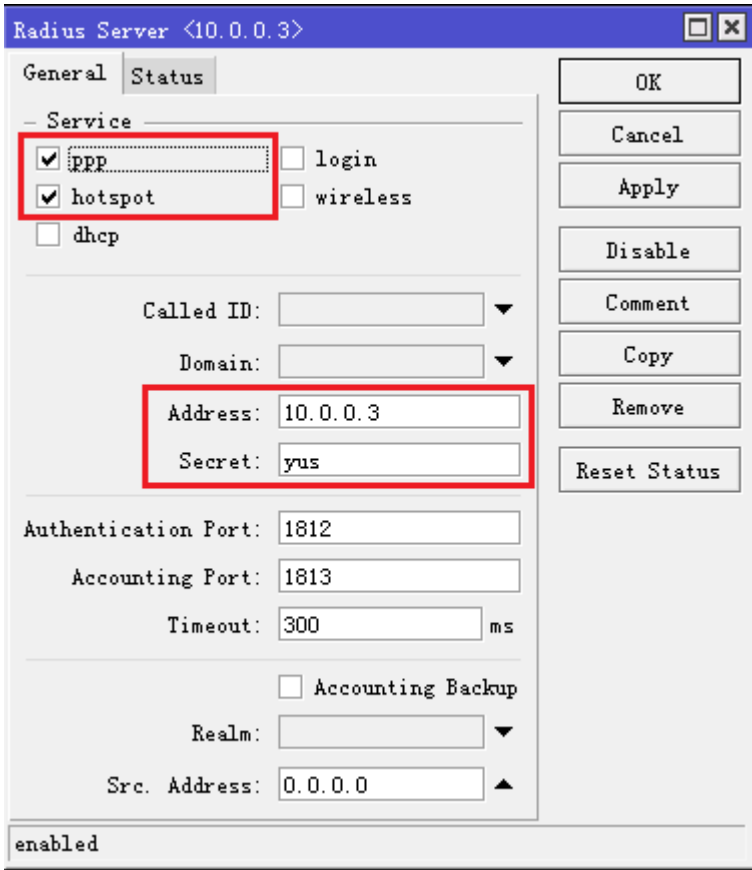 Radius Server <10.0.0.3>
General Status
Service
ppp login
hotspot wireless
dhcp
Called ID:
Domain:
Address: 10.0.0.3
Secret: yus
Authentication Port: 1812
Accounting Port: 1813
Timeout: 300 ms
Accounting Backup
Realm:
Src. Address: 0.0.0.0
OK
Cancel
Apply
Disable
Comment
Copy
Remove
Reset Status
enabled